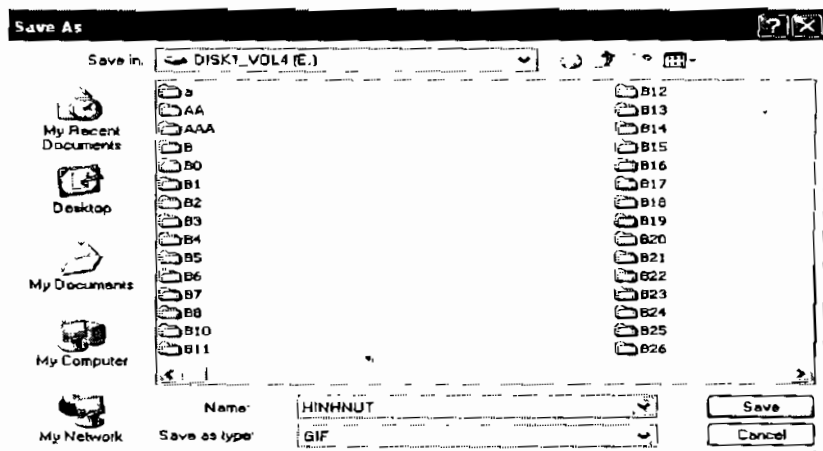 Save As
Save in: DISK1_VOL4 (E:)
My Recent Documents
Desktop
My Documents
My Computer
My Network
a
AA
AAA
B
B0
B1
B2
B3
B4
B5
B6
B7
B8
B10
B11
B12
B13
B14
B15
B16
B17
B18
B19
B20
B21
B22
B23
B24
B25
B26
Name: HINHNUT
Save
Save as type: GIF
Cancel